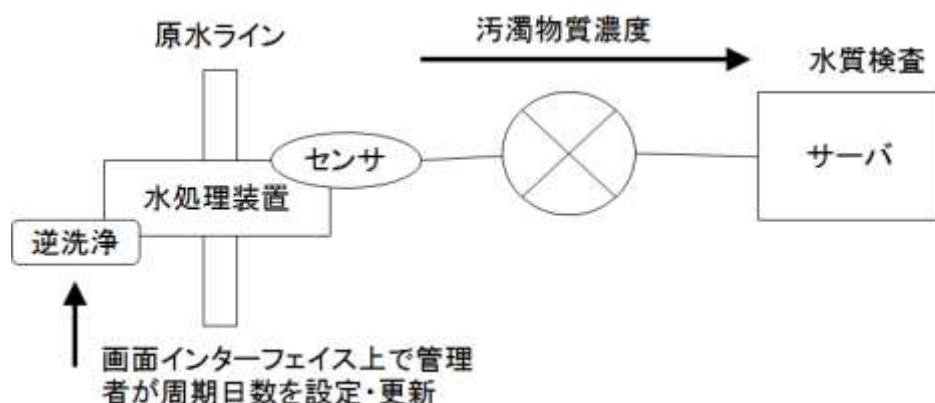 原水ライン
汚濁物質濃度
水質検査
センサ
サーバ
水処理装置
逆洗浄
画面インターフェイス上で管理
者が周期日数を設定・更新